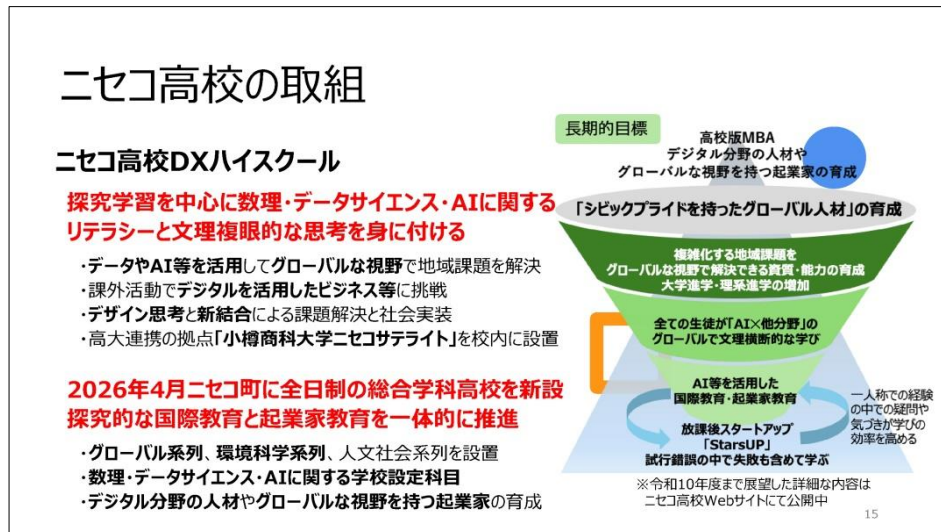 ニセコ高校の取組
ニセコ高校DXハイスクール
探究学習を中心に数理・データサイエンス・AIに関する
リテラシーと文理複眼的な思考を身に付ける
・データやAI等を活用してグローバルな視野で地域課題を解決
・課外活動でデジタルを活用したビジネス等に挑戦
・デザイン思考と新結合による課題解決と社会実装
・高大連携の拠点「小樽商科大学ニセコサテライト」を校内に設置
2026年4月ニセコ町に全日制の総合学科高校を新設
探究的な国際教育と起業家教育を一体的に推進
・グローバル系列、環境科学系列、人文社会系列を設置
・数理・データサイエンス・AIに関する学校設定科目
・デジタル分野の人材やグローバルな視野を持つ起業家の育成
長期的目標
高校版MBA
デジタル分野の人材や
グローバルな視野を持つ起業家の育成
「シビックプライドを持ったグローバル人材」の育成
複雑化する地域課題を
グローバルな視野で解決できる資質・能力の育成
大学進学・理系進学の増加
全ての生徒が「AI×他分野」の
グローバルで文理横断的な学び
AI等を活用した
国際教育・起業家教育
放課後スタートアップ
「StarsUP」
試行錯誤の中で失敗も含めて学ぶ
一人称での経験
の中での疑問や
気づきが学びの
効率を高める
※令和10年度まで展望した詳細な内容は
ニセコ高校Webサイトにて公開中
15